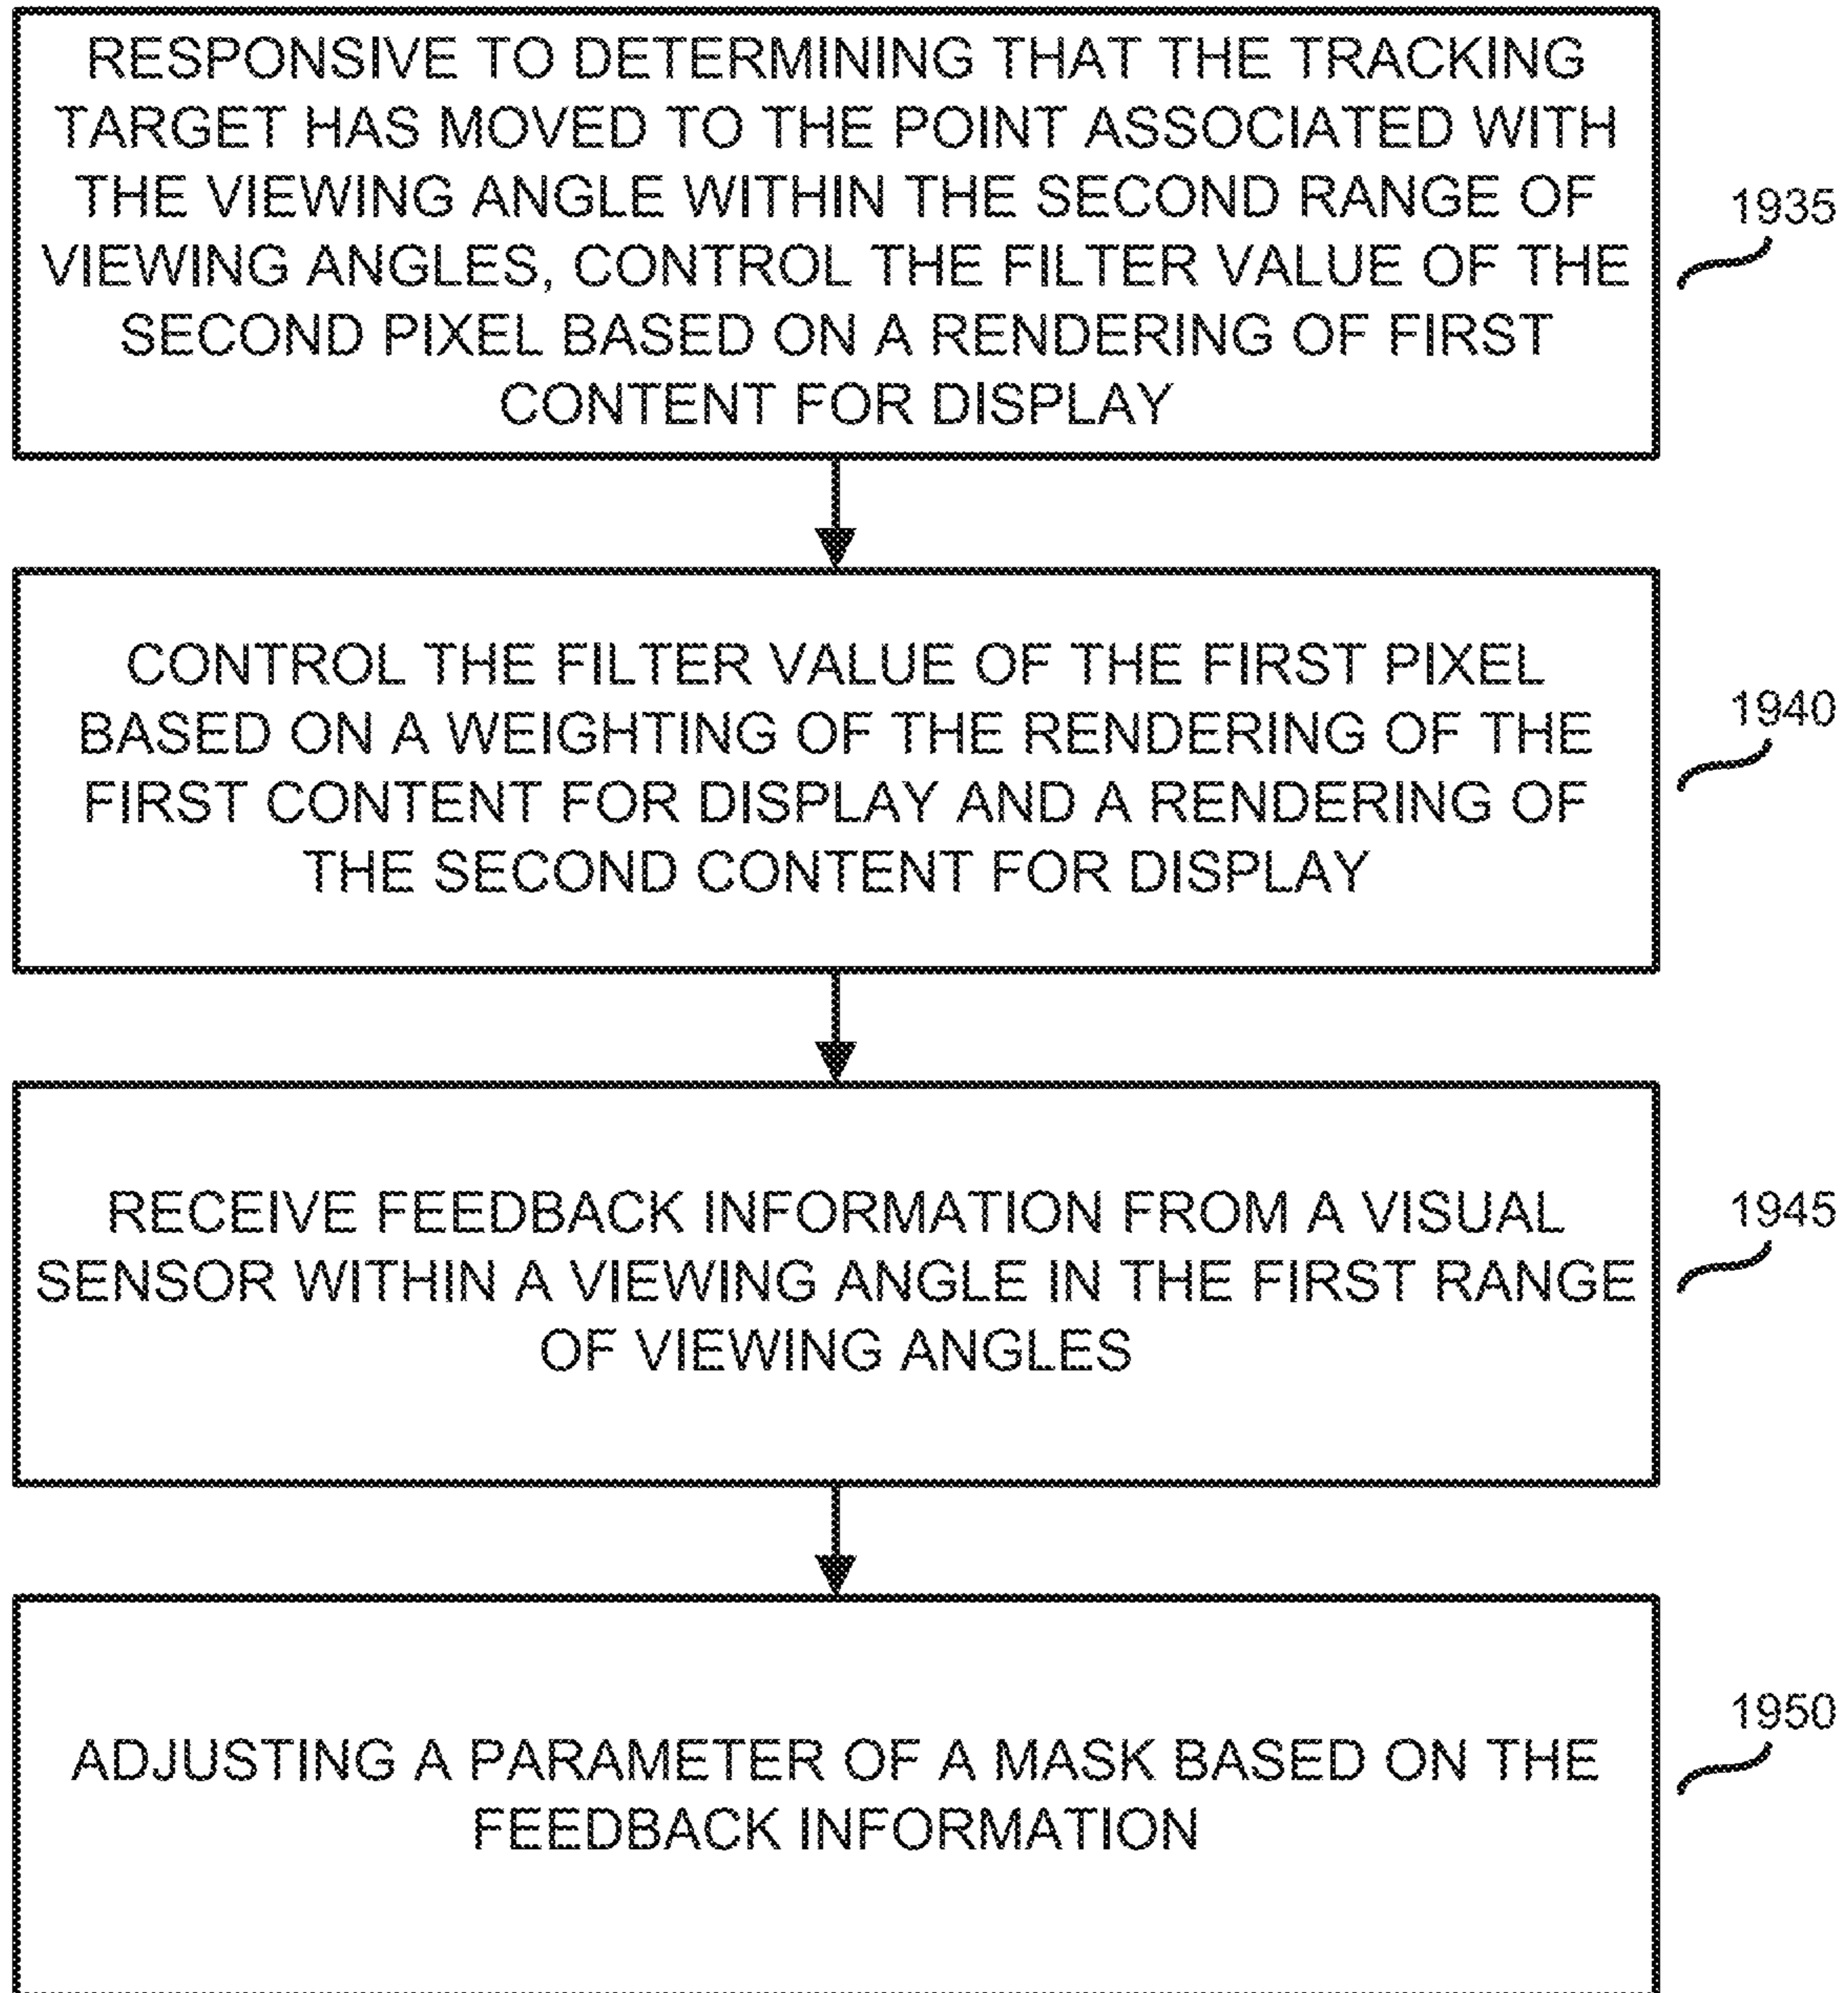 RESPONSIVE TO DETERMINING THAT THE TRACKING
TARGET HAS MOVED TO THE POINT ASSOCIATED WITH
THE VIEWING ANGLE WITHIN THE SECOND RANGE OF
VIEWING ANGLES, CONTROL THE FILTER VALUE OF THE
SECOND PIXEL BASED ON A RENDERING OF FIRST
CONTENT FOR DISPLAY
1935
CONTROL THE FILTER VALUE OF THE FIRST PIXEL
BASED ON A WEIGHTING OF THE RENDERING OF THE
FIRST CONTENT FOR DISPLAY AND A RENDERING OF
THE SECOND CONTENT FOR DISPLAY
1940
RECEIVE FEEDBACK INFORMATION FROM A VISUAL
SENSOR WITHIN A VIEWING ANGLE IN THE FIRST RANGE
OF VIEWING ANGLES
1945
ADJUSTING A PARAMETER OF A MASK BASED ON THE
FEEDBACK INFORMATION
1950